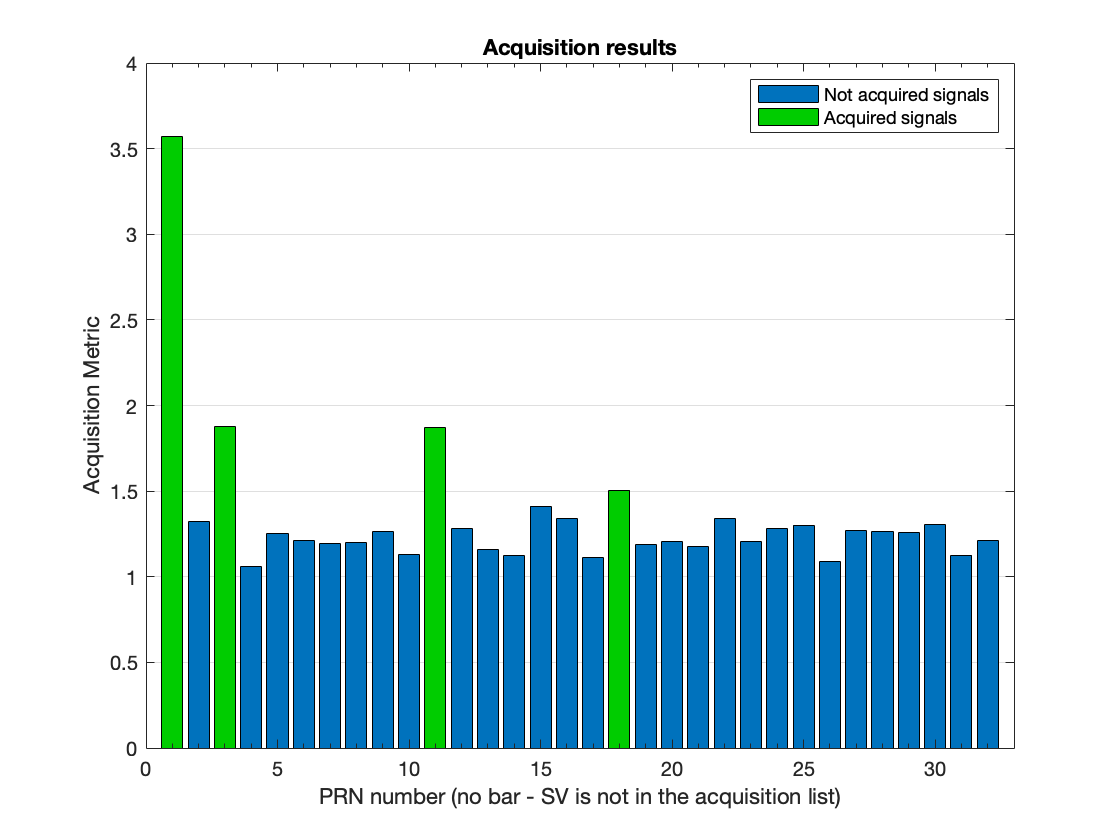 Acquisition results
4
3.5
3
2.5
2
1.5
1
0.5
0
Acquisition Metric
Not acquired signals
Acquired signals
0 5 10 15 20 25 30
PRN number (no bar - SV is not in the acquisition list)